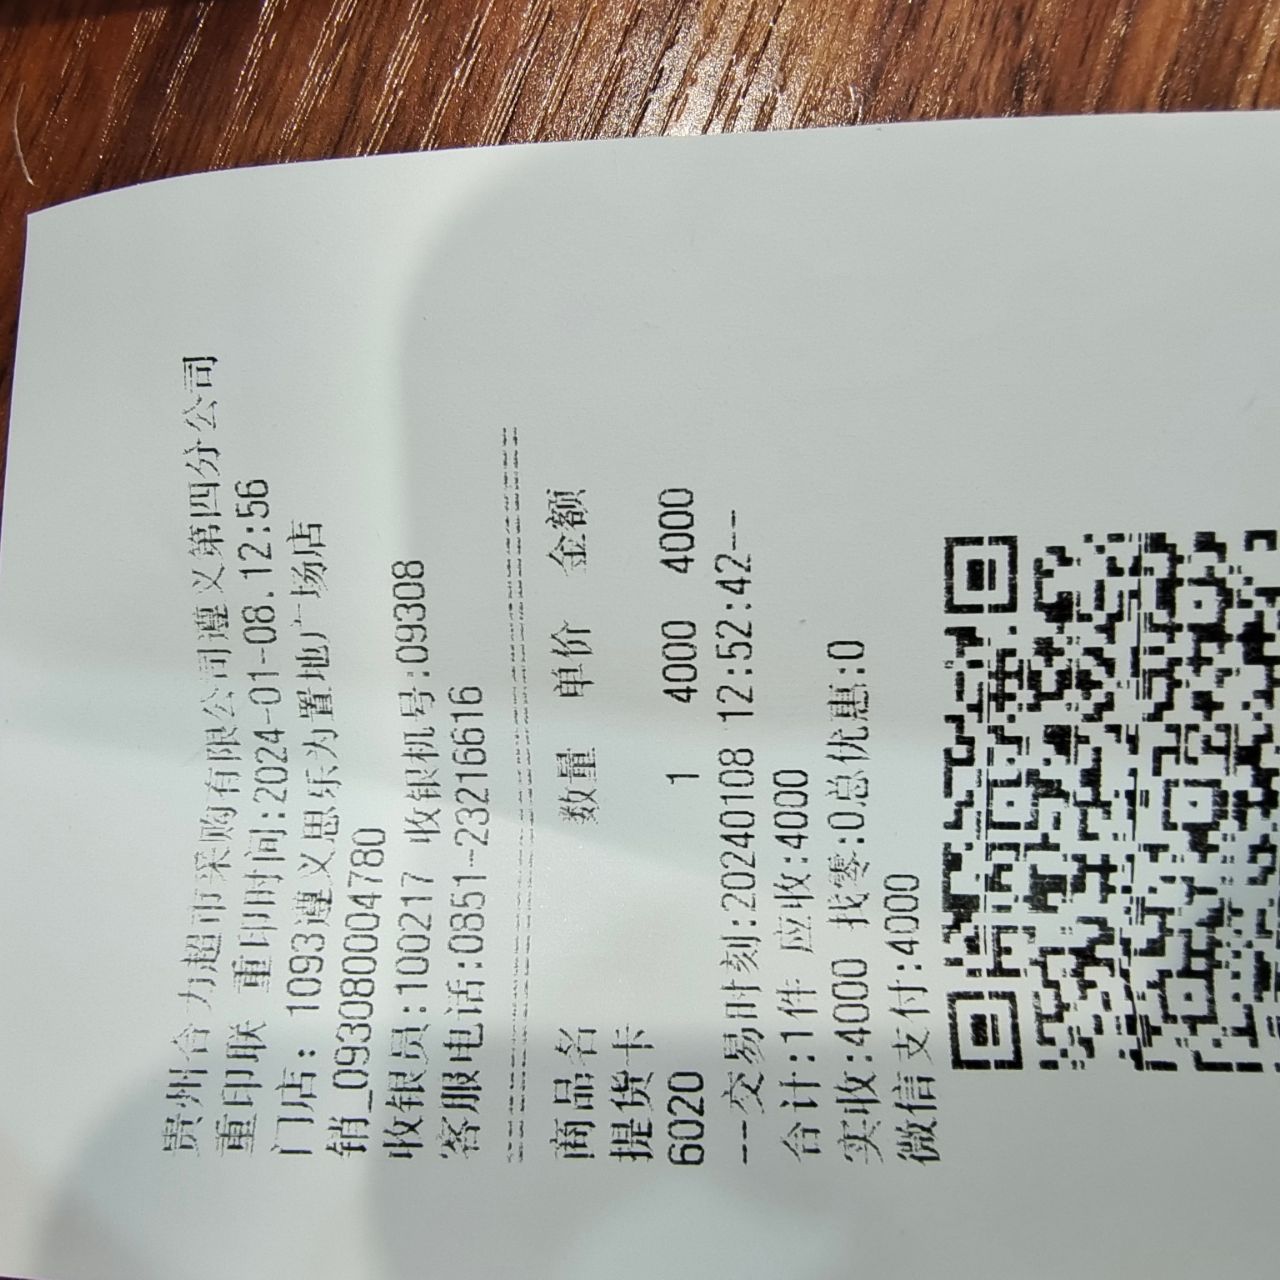 贵州合力超市采购有限公司遵义第四分公司
重印联 重印时间:2024-01-08.12:56
门店: 1093遵义思乐为置地广场店
销_093080004780
收银员:100217 收银机号:09308
客服电话:0851-23216616
商品名 数量 单价 金额
提货卡
6020 1 4000 4000
--交易时刻:20240108 12:52:42--
合计:1件 应收:4000
实收:4000 找零:0总优惠:0
微信支付:4000